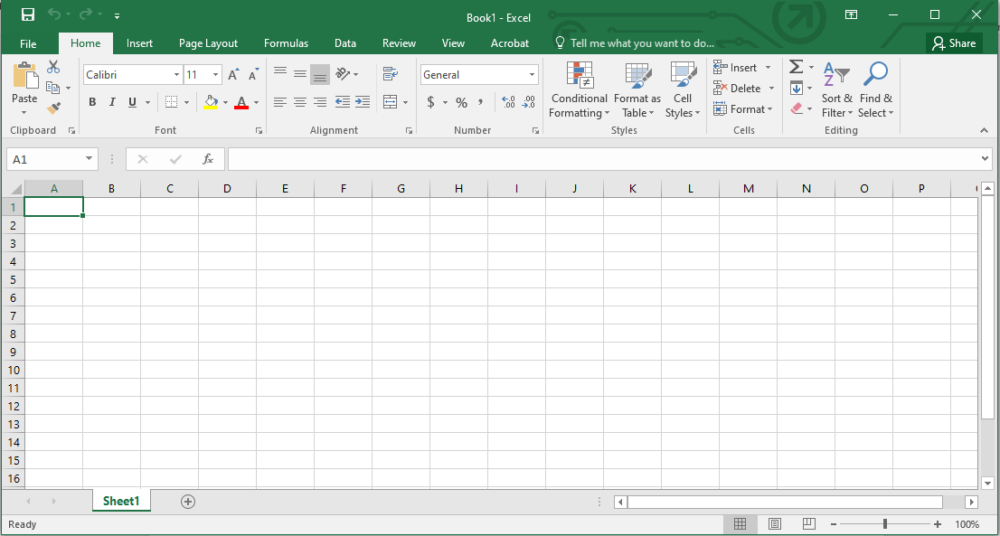 Book1 - Excel
File Home Insert Page Layout Formulas Data Review View Acrobat Tell me what you want to do... Share
Paste
Calibri 11
B I U A
General
$ % ,
Conditional Formatting
Format as Table
Cell Styles
Insert
Delete
Format
Sort & Filter
Find & Select
Clipboard Font Alignment Number Styles Cells Editing
A1 fx
A B C D E F G H I J K L M N O P
1
2
3
4
5
6
7
8
9
10
11
12
13
14
15
16
Sheet1
Ready 100%